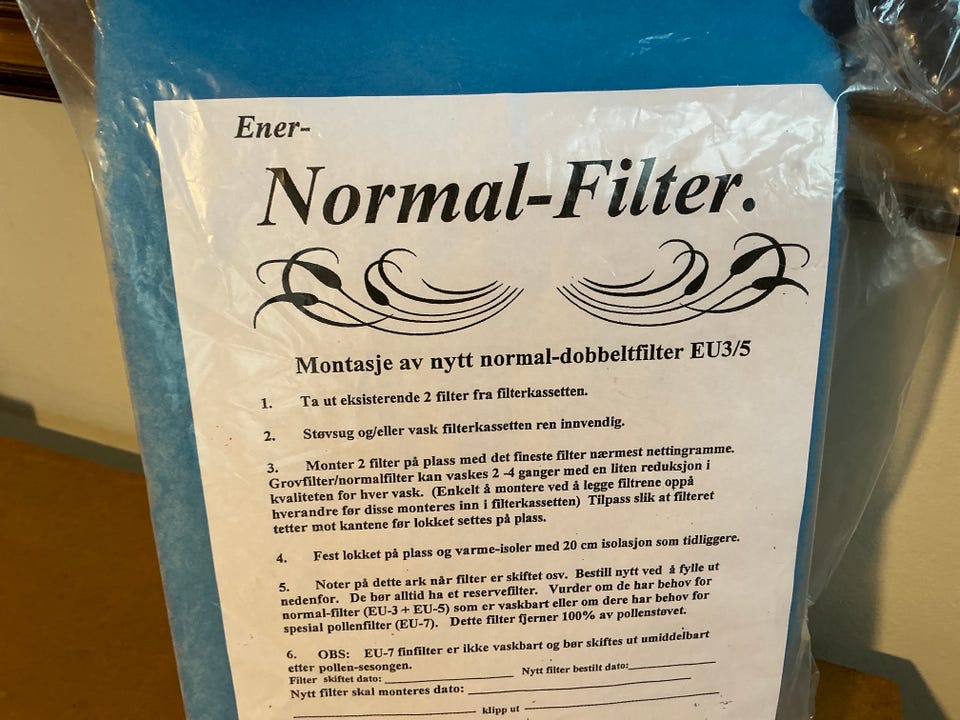 Ener-
Normal-Filter.
Montasje av nytt normal-dobbeltfilter EU3/5
1. Ta ut eksisterende 2 filter fra filterkassetten.
2. Støvsug og/eller vask filterkassetten ren innvendig.
3. Monter 2 filter på plass med det fineste filter nærmest nettingramme.
Grovfilter/normalfilter kan vaskes 2 -4 ganger med en liten reduksjon i
kvaliteten for hver vask. (Enkelt å montere ved å legge filtrene oppå
hverandre før disse monteres inn i filterkassetten) Tilpass slik at filteret
tetter mot kantene før lokket settes på plass.
4. Fest lokket på plass og varme-isoler med 20 cm isolasjon som tidliggere.
5. Noter på dette ark når filter er skiftet osv. Bestill nytt ved å fylle ut
nedenfor. De bør alltid ha et reservefilter. Vurder om de har behov for
normal-filter (EU-3 + EU-5) som er vaskbart eller om dere har behov for
spesial pollenfilter (EU-7). Dette filter fjerner 100% av pollenstøvet.
6. OBS: EU-7 finfilter er ikke vaskbart og bør skiftes ut umiddelbart
etter pollen-sesongen.
Filter skiftet dato: Nytt filter bestilt dato:
Nytt filter skal monteres dato:
klipp ut